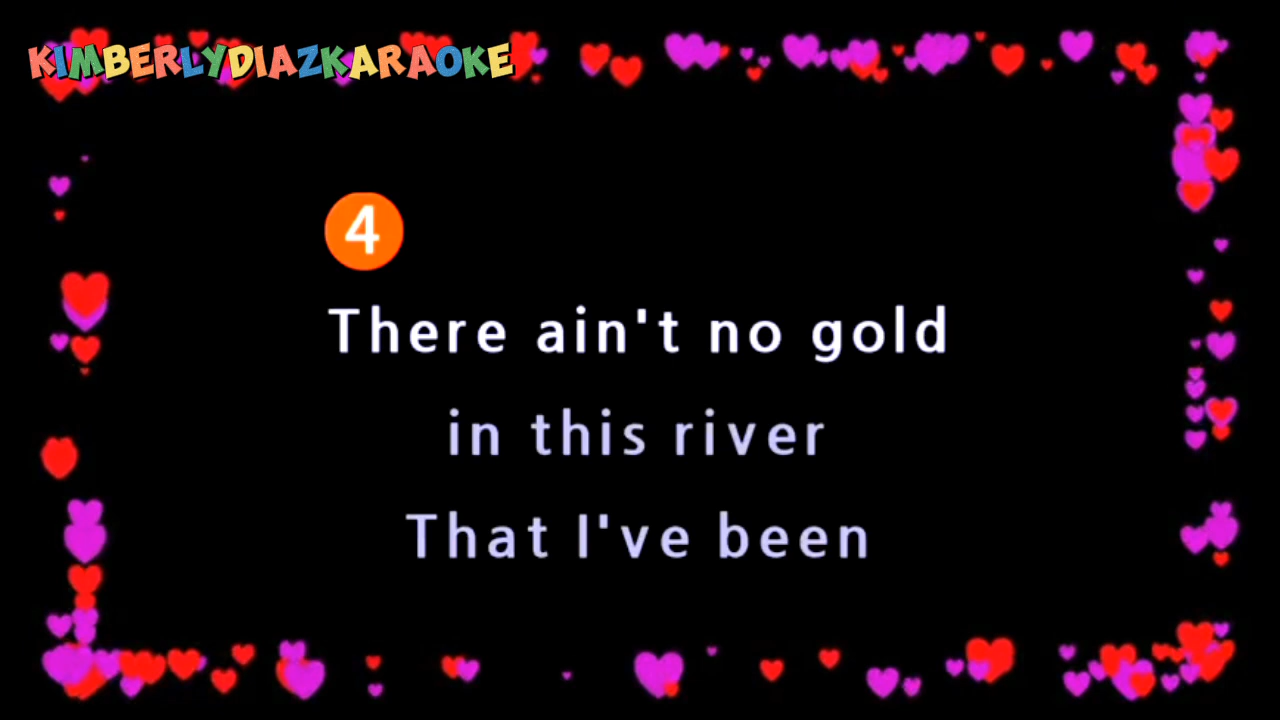 KIMBERLYDIAZKARAOKE
4
There ain't no gold
in this river
That I've been